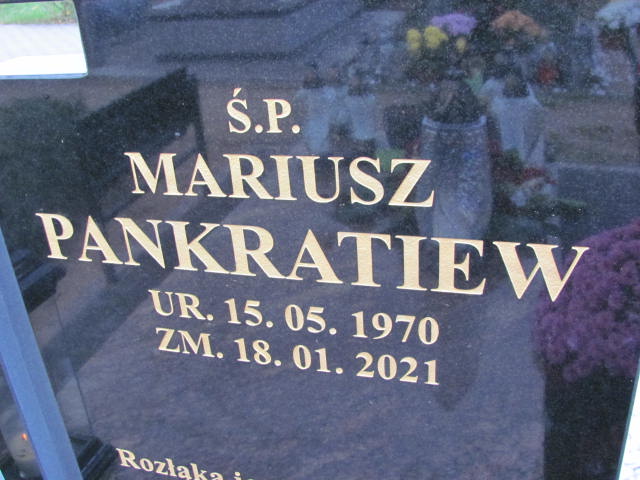 Ś.P.
MARIUSZ
PANKRATIEW
UR. 15. 05. 1970
ZM. 18. 01. 2021
Rozłąka